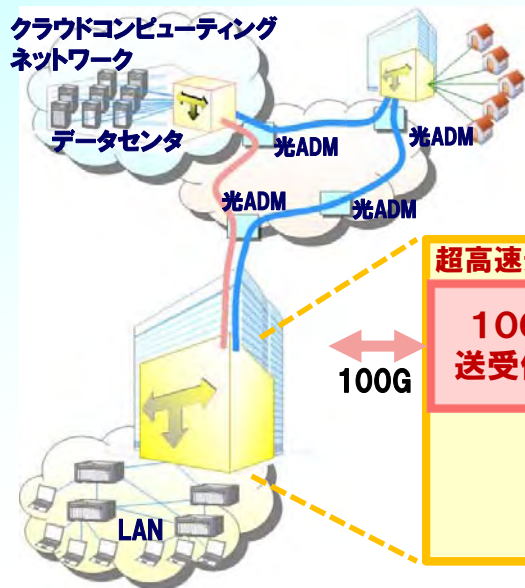 クラウドコンピューティング
ネットワーク
データセンタ
光ADM
光ADM
光ADM
光ADM
超高速
100
送受
100G
LAN